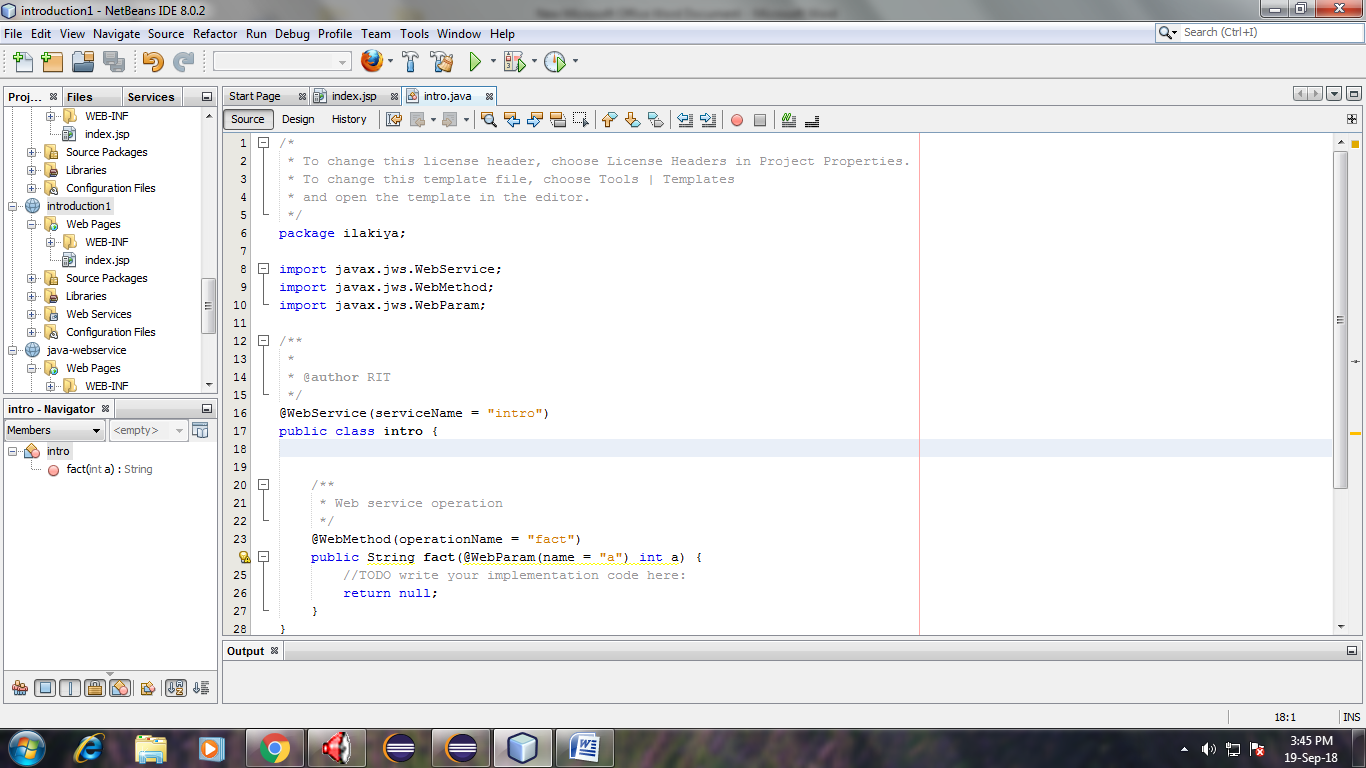 introduction1 - NetBeans IDE 8.0.2
File Edit View Navigate Source Refactor Run Debug Profile Team Tools Window Help
Search (Ctrl+I)
Proj... Files Services
WEB-INF
index.jsp
Source Packages
Libraries
Configuration Files
introduction1
Web Pages
WEB-INF
index.jsp
Source Packages
Libraries
Web Services
Configuration Files
java-webservice
Web Pages
WEB-INF
intro - Navigator
Members
<empty>
intro
fact(int a) : String
Start Page index.jsp intro.java
Source Design History
1 /*
2 * To change this license header, choose License Headers in Project Properties.
3 * To change this template file, choose Tools | Templates
4 * and open the template in the editor.
5 */
6 package ilakiya;
7
8 import javax.jws.WebService;
9 import javax.jws.WebMethod;
10 import javax.jws.WebParam;
11
12 /**
13 *
14 * @author RIT
15 */
16 @WebService(serviceName = "intro")
17 public class intro {
18
19
20 /**
21 * Web service operation
22 */
23 @WebMethod(operationName = "fact")
public String fact(@WebParam(name = "a") int a) {
25 //TODO write your implementation code here:
26 return null;
27 }
28 }
Output
18:1 INS
3:45 PM
19-Sep-18